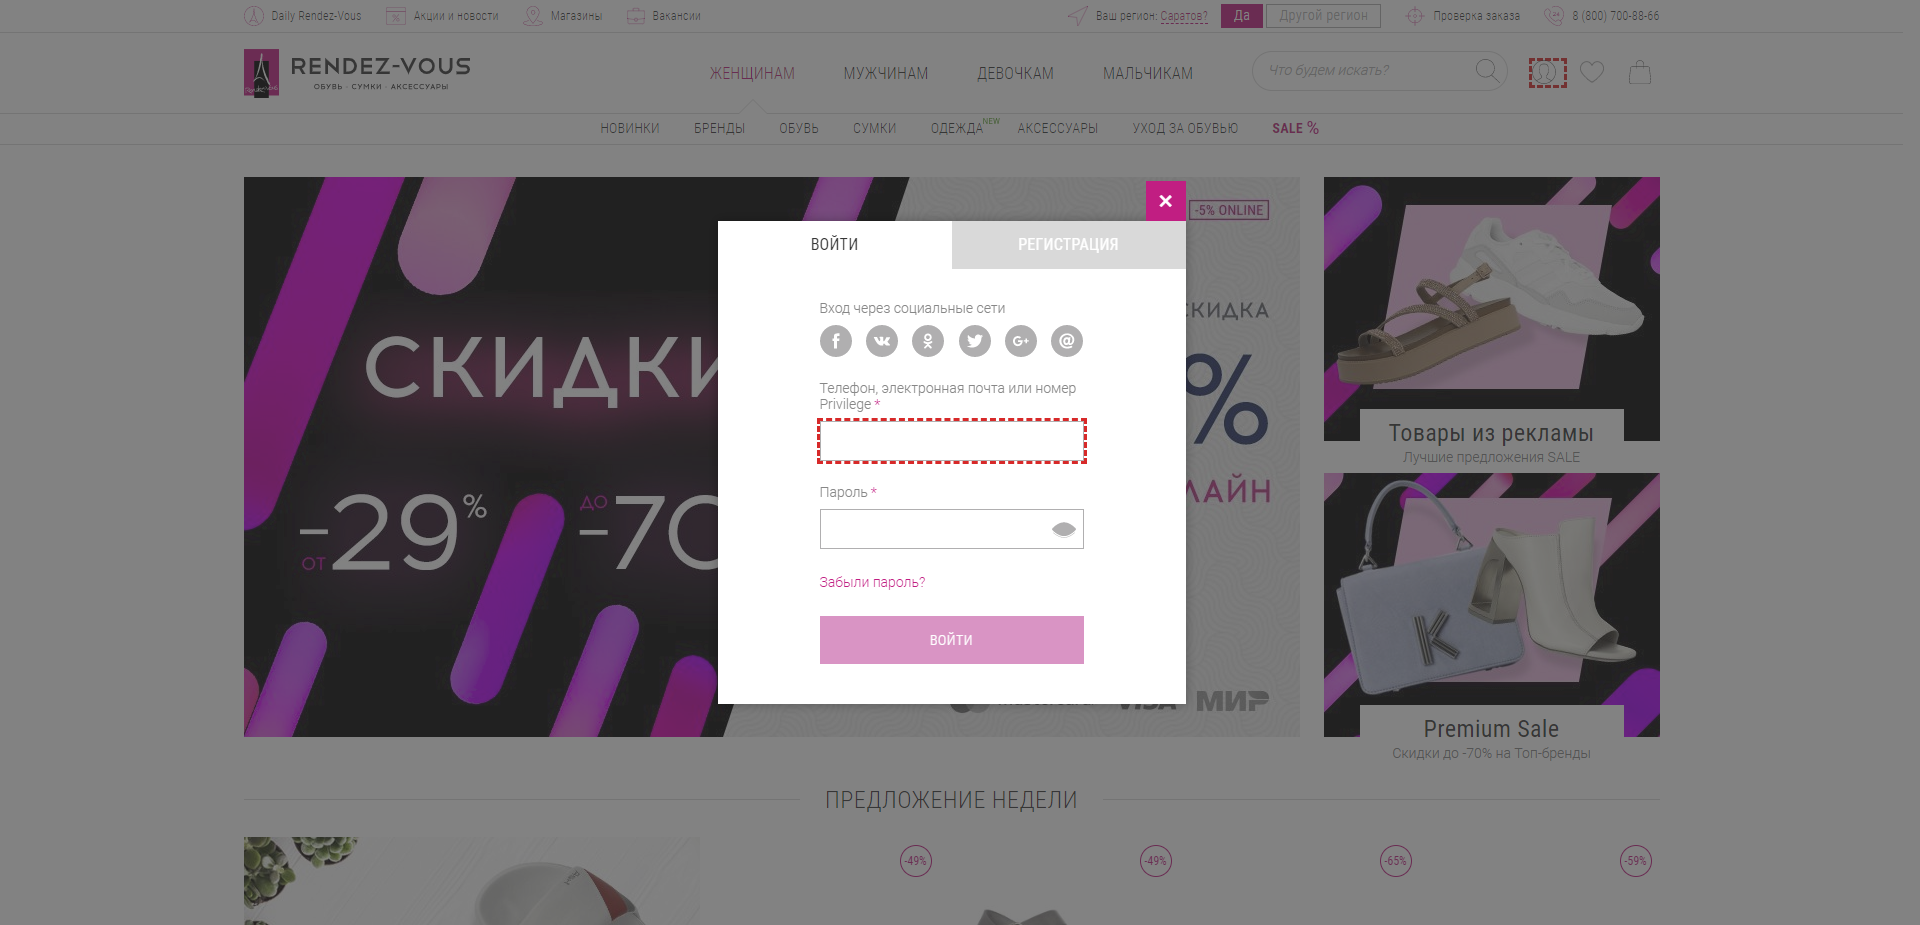 Daily Rendez-Vous
Акции и новости
Магазины
Вакансии
Ваш регион: Саратов?
Да
Другой регион
Проверка заказа
8 (800) 700-88-66
RENDEZ-VOUS
ОБУВЬ · СУМКИ · АКСЕССУАРЫ
ЖЕНЩИНАМ
МУЖЧИНАМ
ДЕВОЧКАМ
МАЛЬЧИКАМ
Что будем искать?
НОВИНКИ
БРЕНДЫ
ОБУВЬ
СУМКИ
ОДЕЖДА NEW
АКСЕССУАРЫ
УХОД ЗА ОБУВЬЮ
SALE %
-5% ONLINE
СКИДКИ
ОТ -29%
ДО -70
СКИДКА
%
ЛАЙН
VISA
МИР
×
ВОЙТИ
РЕГИСТРАЦИЯ
Вход через социальные сети
Телефон, электронная почта или номер
Privilege *
Пароль *
Забыли пароль?
ВОЙТИ
Товары из рекламы
Лучшие предложения SALE
K
Premium Sale
Скидки до -70% на Топ-бренды
ПРЕДЛОЖЕНИЕ НЕДЕЛИ
-49%
-49%
-65%
-59%